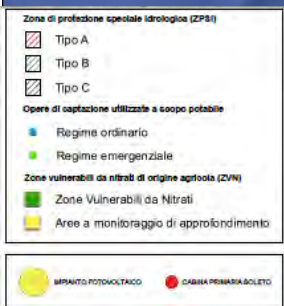 Zona di protezione speciale idrologica (ZPSI)
Tipo A
Tipo B
Tipo C
Opere di captazione utilizzate a scopo potabile
Regime ordinario
Regime emergenziale
Zone vulnerabili da nitrati di origine agricola (ZVN)
Zone Vulnerabili da Nitrati
Aree a monitoraggio di approfondimento
IMPIANTO FOTOVOLTAICO
CABINA PRIMARIA SOLETO